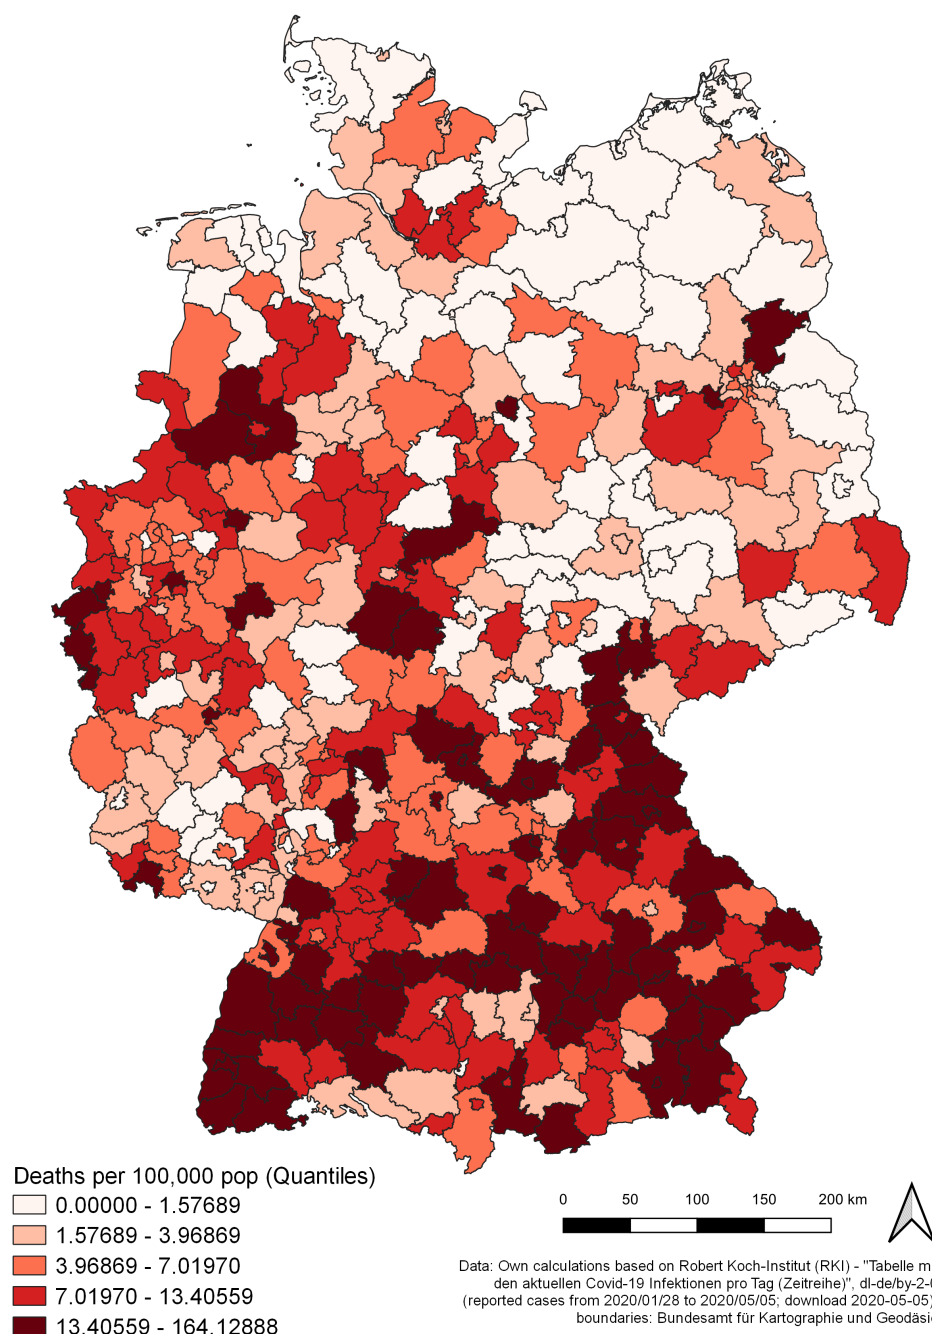 Deaths per 100,000 pop (Quantiles)
0.00000 - 1.57689
1.57689 - 3.96869
3.96869 - 7.01970
7.01970 - 13.40559
13.40559 - 164.12888
0 50 100 150 200 km
Data: Own calculations based on Robert Koch-Institut (RKI) - "Tabelle m
den aktuellen Covid-19 Infektionen pro Tag (Zeitreihe)", dl-de/by-2-0
(reported cases from 2020/01/28 to 2020/05/05; download 2020-05-05)
boundaries: Bundesamt für Kartographie und Geodäsi